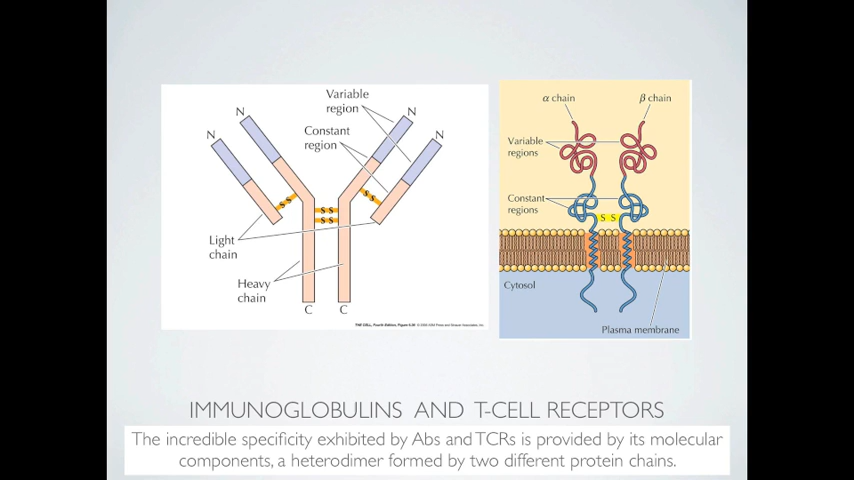 Variable
region
N
N
N
N
Constant
region
S
S
S S
S S
S
S
Light
chain
Heavy
chain
C
C
α chain
β chain
Variable
regions
Constant
regions
S S
Cytosol
Plasma membrane
IMMUNOGLOBULINS AND T-CELL RECEPTORS
The incredible specificity exhibited by Abs and TCRs is provided by its molecular
components, a heterodimer formed by two different protein chains.